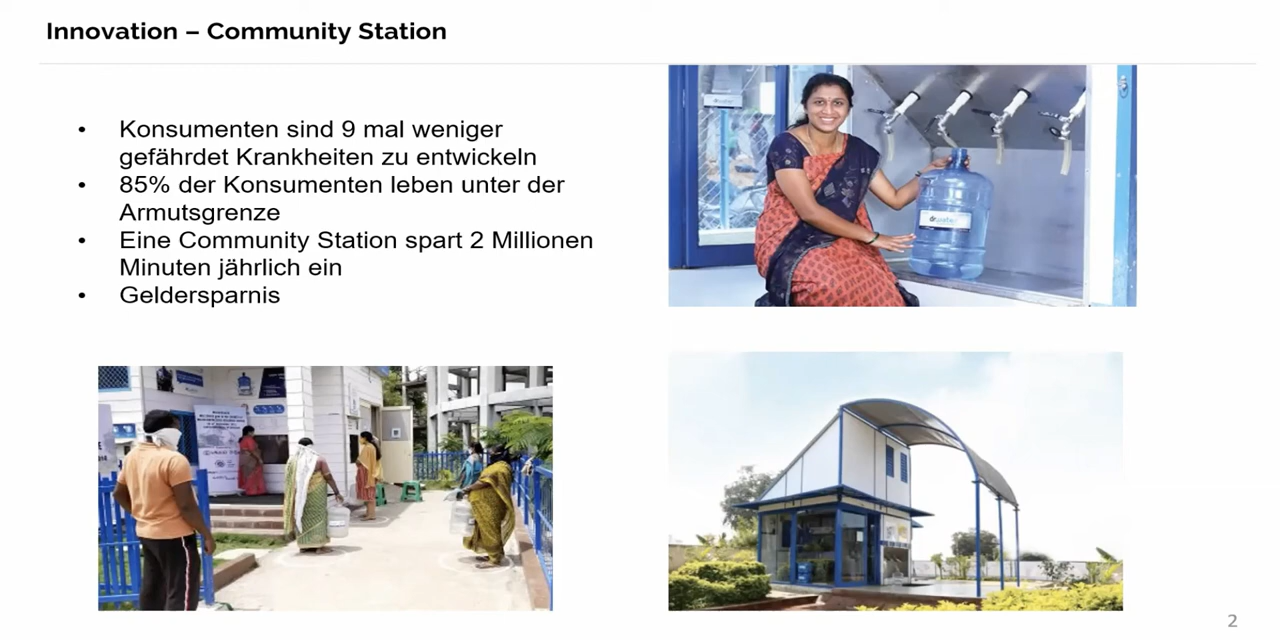 Innovation – Community Station
• Konsumenten sind 9 mal weniger
gefährdet Krankheiten zu entwickeln
• 85% der Konsumenten leben unter der
Armutsgrenze
• Eine Community Station spart 2 Millionen
Minuten jährlich ein
• Geldersparnis
2